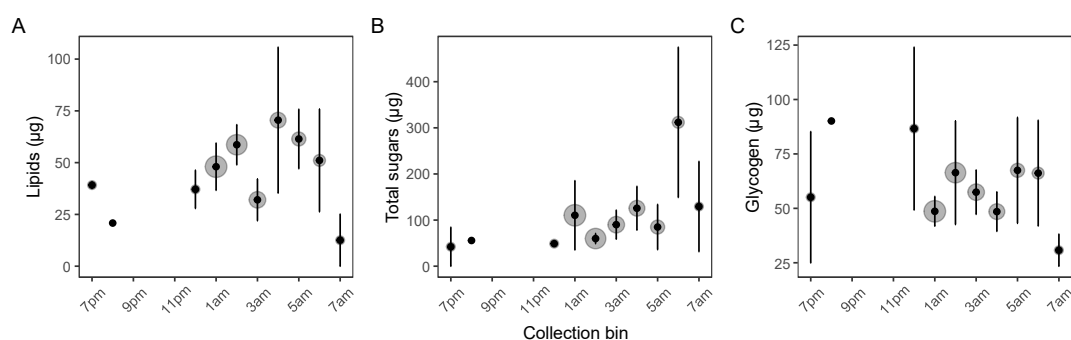 A
Lipids (µg)
100
75
50
25
0
7pm
9pm
11pm
1am
3am
5am
7am
B
Total sugars (µg)
400
300
200
100
0
7pm
9pm
11pm
1am
3am
5am
7am
Collection bin
C
Glycogen (µg)
125
100
75
50
25
7pm
9pm
11pm
1am
3am
5am
7am